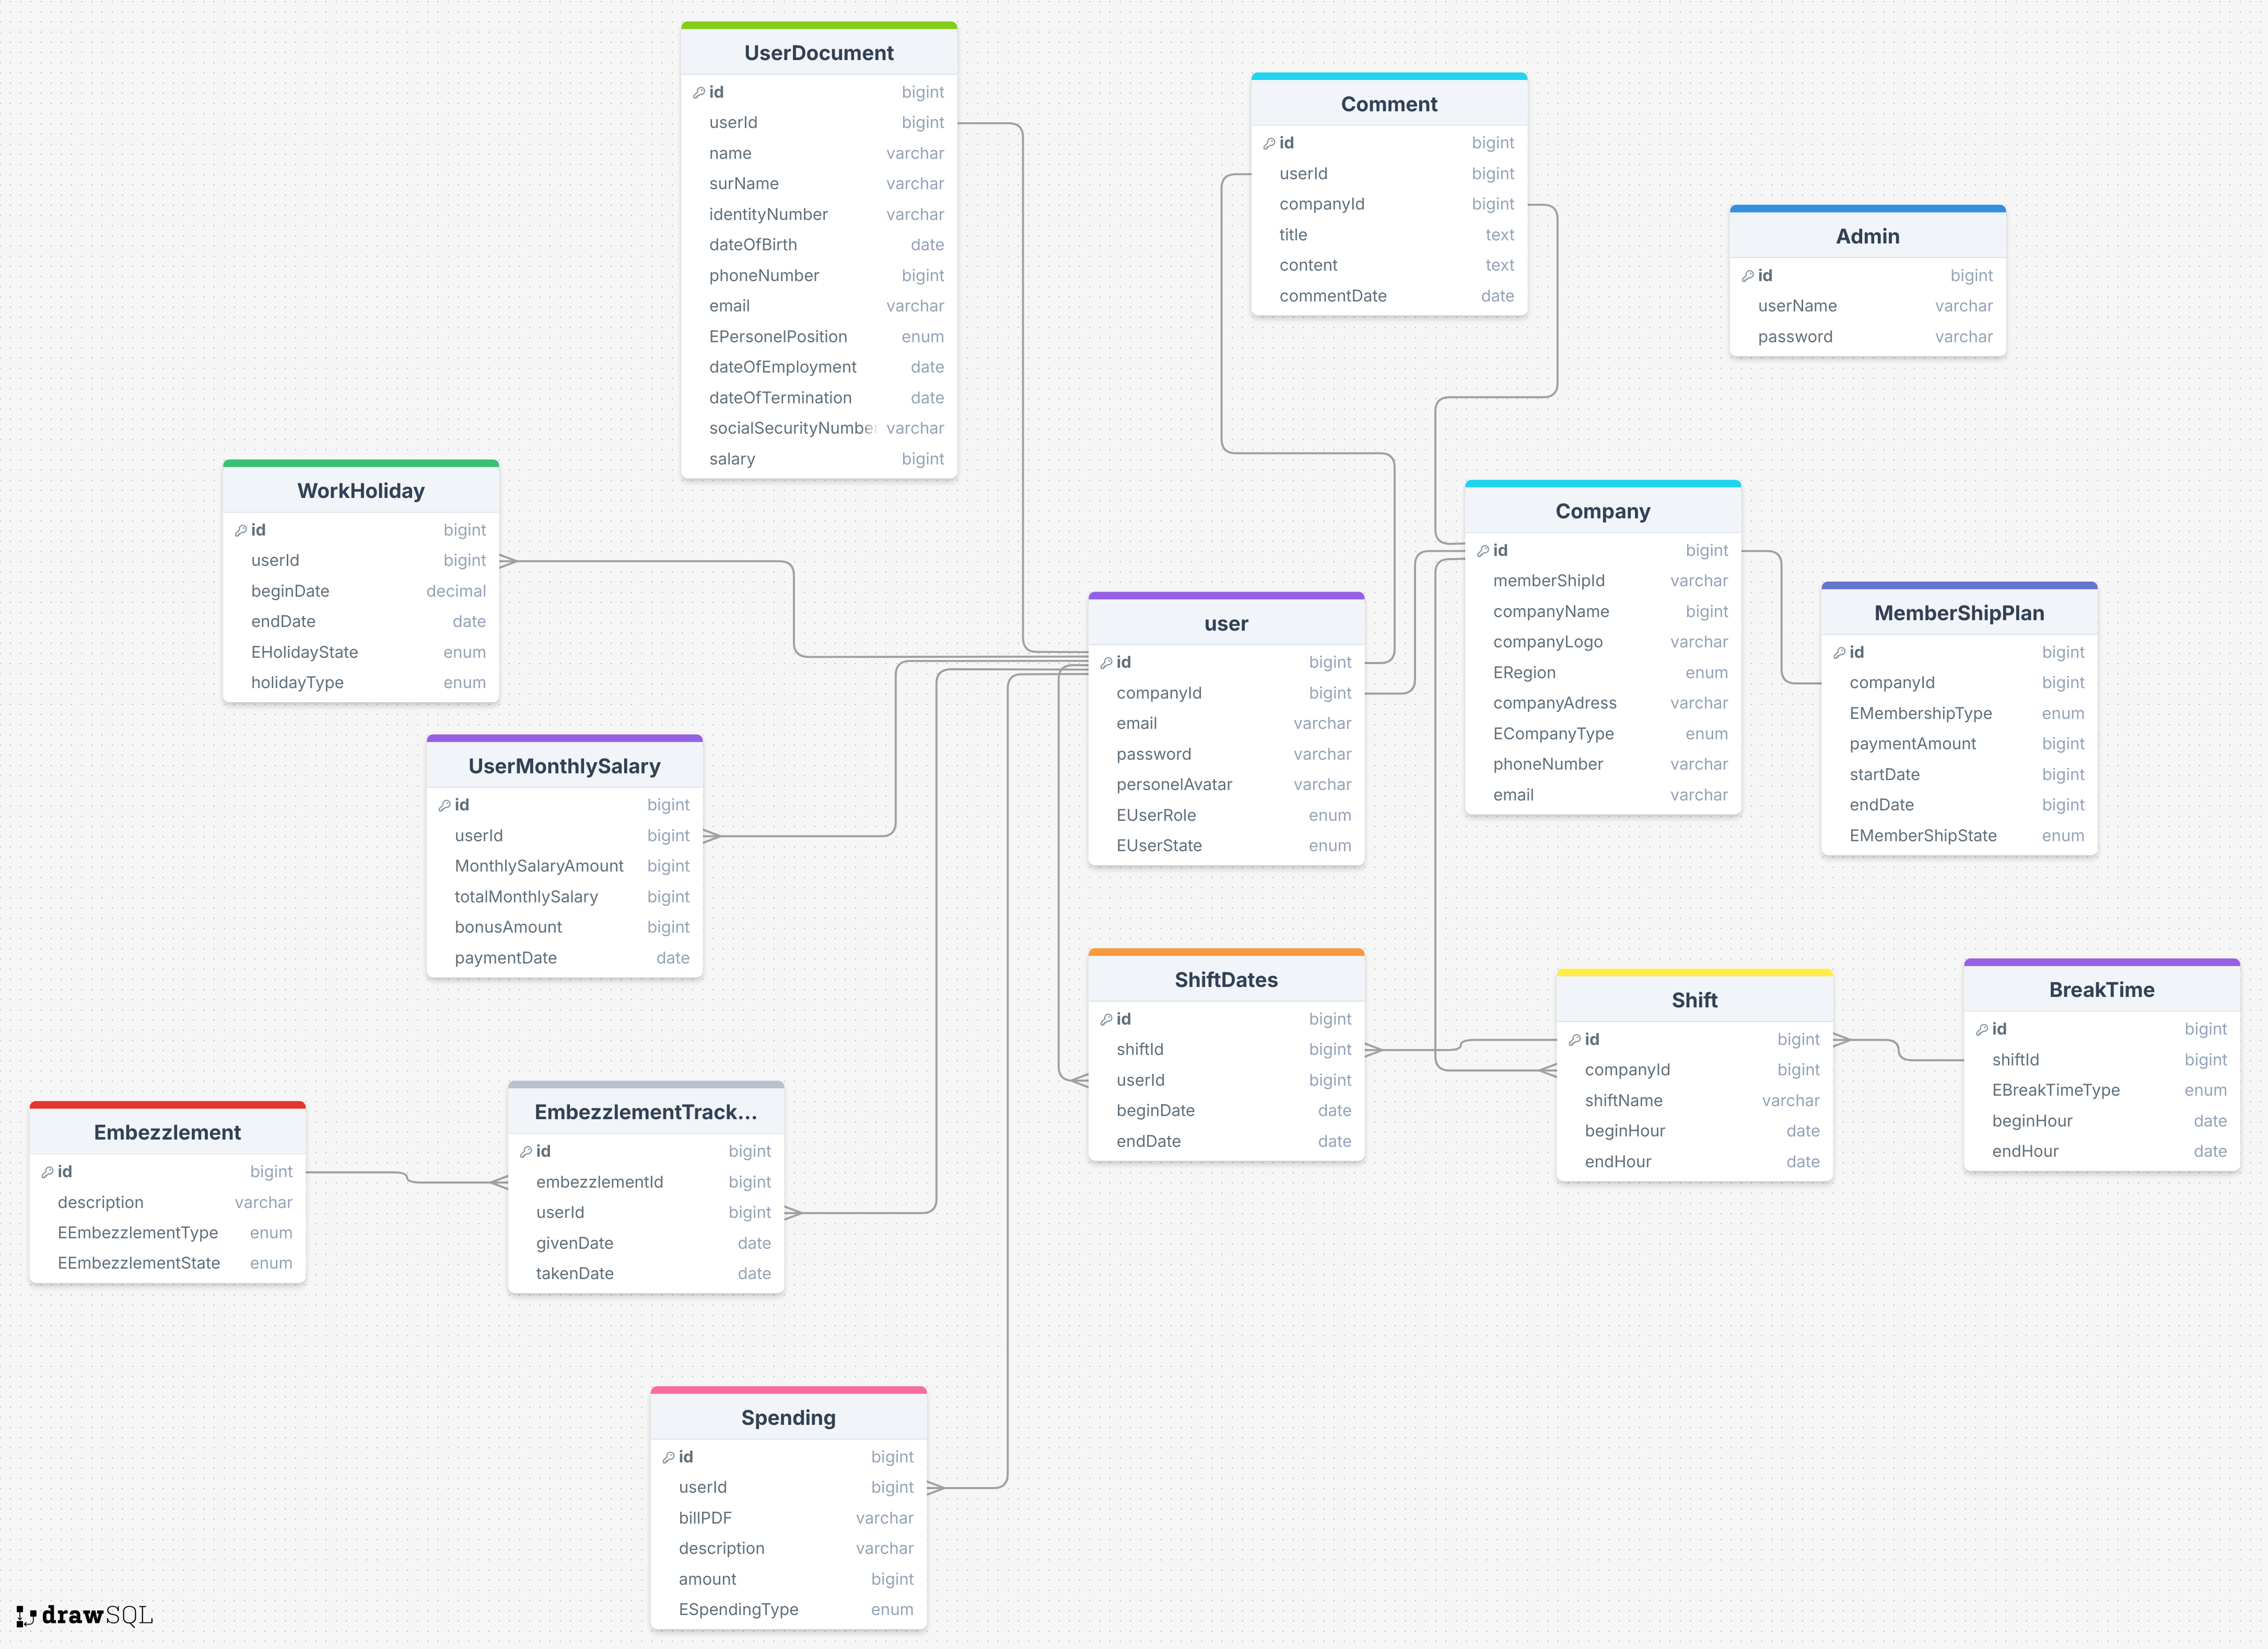 UserDocument
id bigint
userId bigint
name varchar
surName varchar
identityNumber varchar
dateOfBirth date
phoneNumber bigint
email varchar
EPersonelPosition enum
dateOfEmployment date
dateOfTermination date
socialSecurityNumbe varchar
salary bigint
Comment
id bigint
userId bigint
companyId bigint
title text
content text
commentDate date
Admin
id bigint
userName varchar
password varchar
WorkHoliday
id bigint
userId bigint
beginDate decimal
endDate date
EHolidayState enum
holidayType enum
Company
id bigint
memberShipId varchar
companyName bigint
companyLogo varchar
ERegion enum
companyAdress varchar
ECompanyType enum
phoneNumber varchar
email varchar
user
id bigint
companyId bigint
email varchar
password varchar
personelAvatar varchar
EUserRole enum
EUserState enum
MemberShipPlan
id bigint
companyId bigint
EMembershipType enum
paymentAmount bigint
startDate bigint
endDate bigint
EMemberShipState enum
UserMonthlySalary
id bigint
userId bigint
MonthlySalaryAmount bigint
totalMonthlySalary bigint
bonusAmount bigint
paymentDate date
ShiftDates
id bigint
shiftId bigint
userId bigint
beginDate date
endDate date
Shift
id bigint
companyId bigint
shiftName varchar
beginHour date
endHour date
BreakTime
id bigint
shiftId bigint
EBreakTimeType enum
beginHour date
endHour date
Embezzlement
id bigint
description varchar
EEmbezzlementType enum
EEmbezzlementState enum
EmbezzlementTrack...
id bigint
embezzlementId bigint
userId bigint
givenDate date
takenDate date
Spending
id bigint
userId bigint
billPDF varchar
description varchar
amount bigint
ESpendingType enum
drawSQL